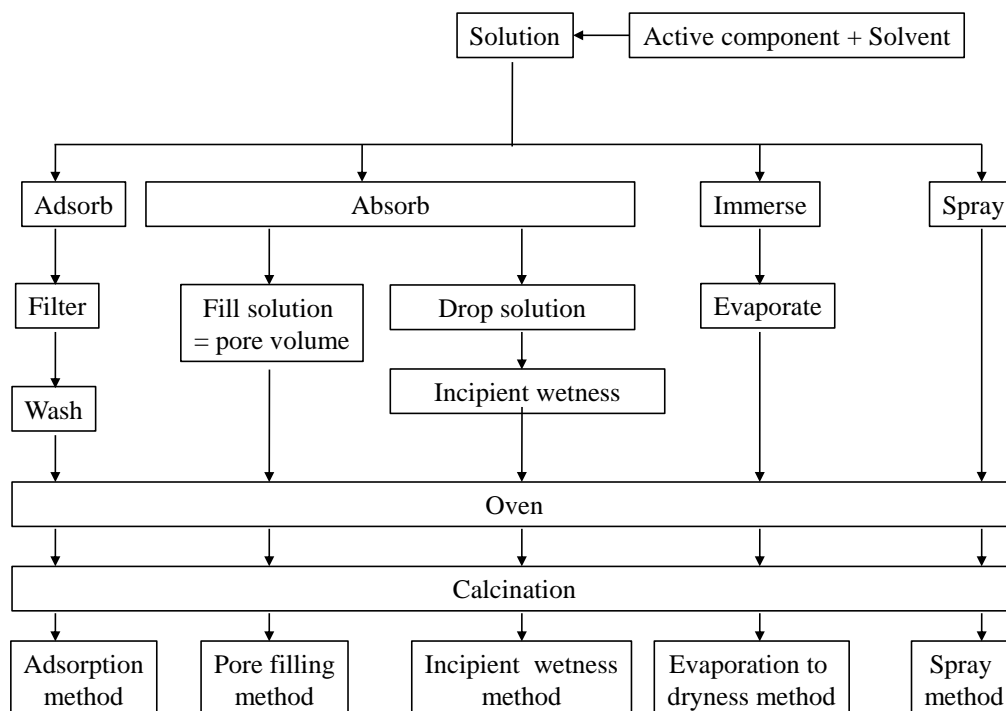 Solution
Active component + Solvent
Adsorb
Absorb
Immerse
Spray
Filter
Fill solution
= pore volume
Drop solution
Evaporate
Incipient wetness
Wash
Oven
Calcination
Adsorption
method
Pore filling
method
Incipient wetness
method
Evaporation to
dryness method
Spray
method